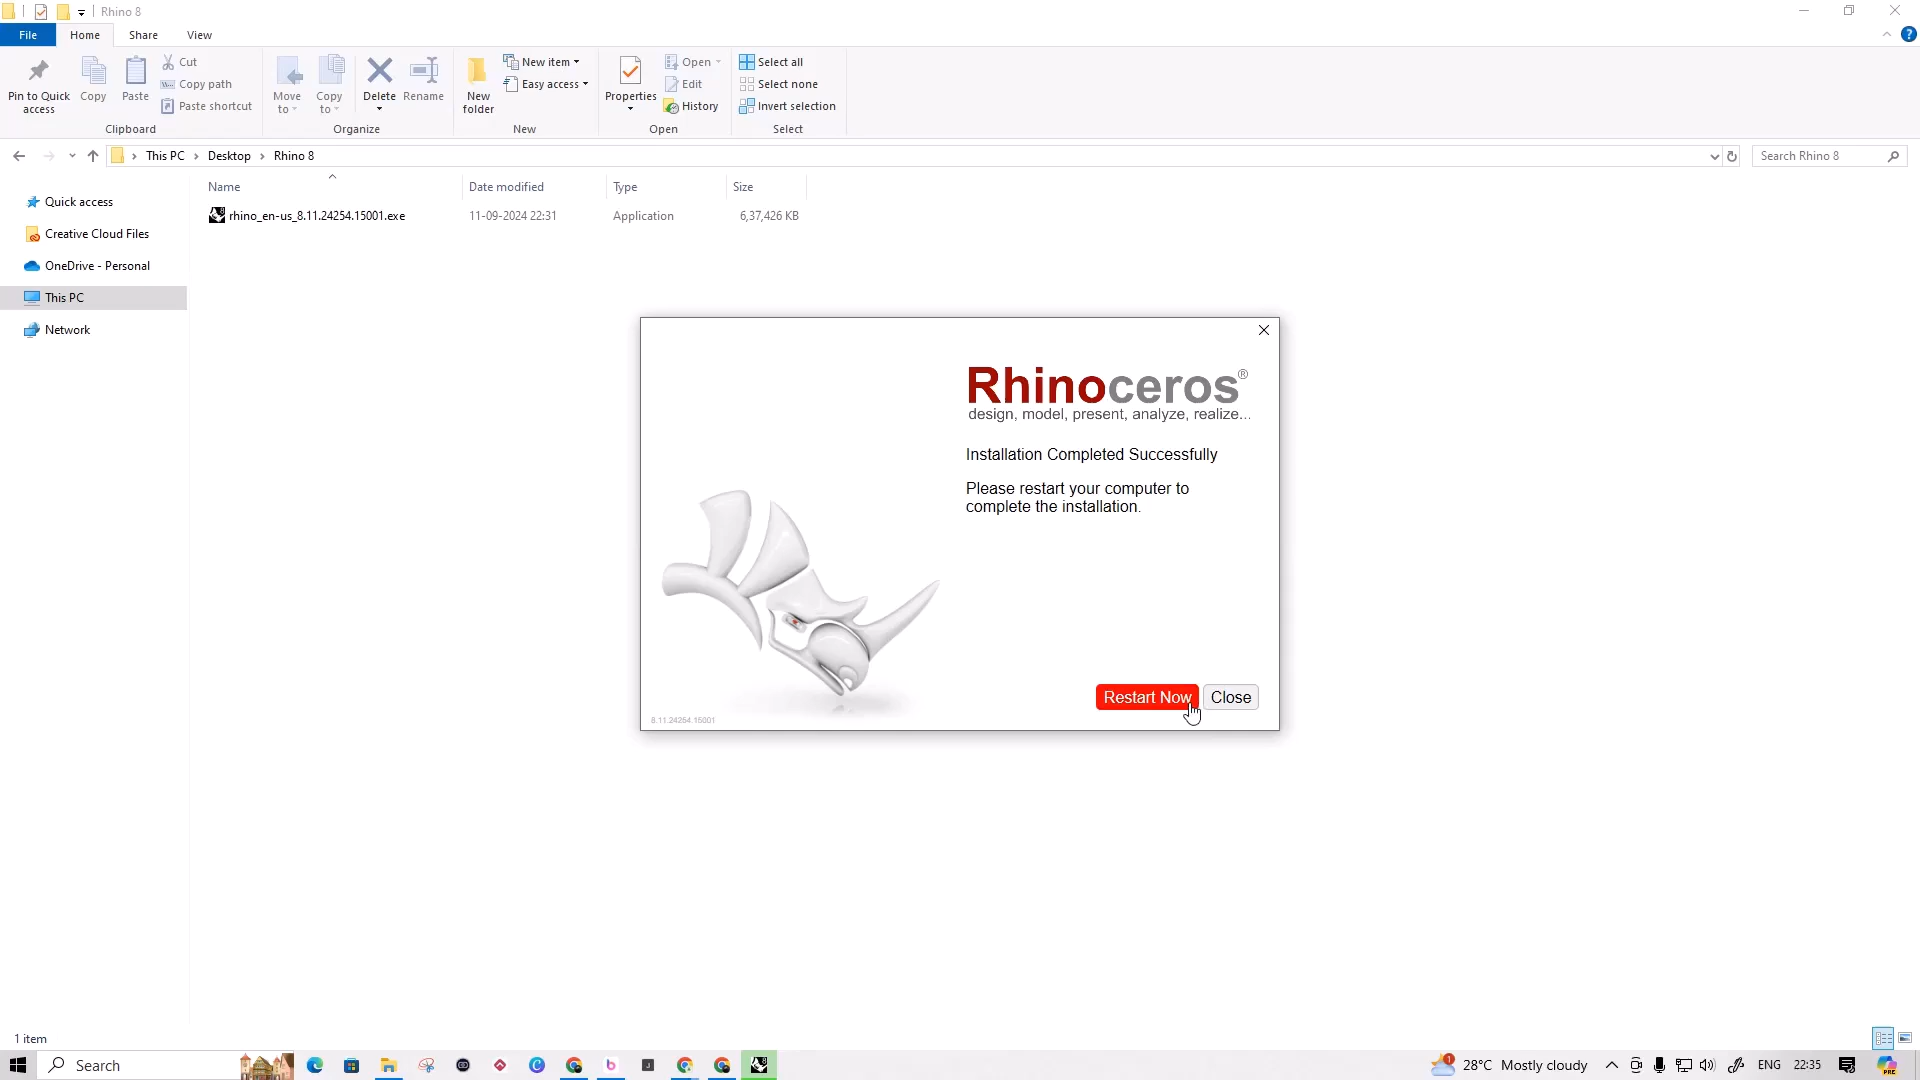 Rhino 8
File Home Share View
Pin to Quick access
Copy
Paste
Cut
Copy path
Paste shortcut
Clipboard
Move to
Copy to
Delete
Rename
Organize
New folder
New item
Easy access
New
Properties
Open
Edit
History
Open
Select all
Select none
Invert selection
Select
This PC > Desktop > Rhino 8
Search Rhino 8
Name Date modified Type Size
rhino_en-us_8.11.24254.15001.exe 11-09-2024 22:31 Application 6,37,426 KB
Quick access
Creative Cloud Files
OneDrive - Personal
This PC
Network
Rhinoceros®
design, model, present, analyze, realize...
Installation Completed Successfully
Please restart your computer to
complete the installation.
Restart Now Close
8.11.24254.15001
1 item
Search
28°C Mostly cloudy ENG 22:35